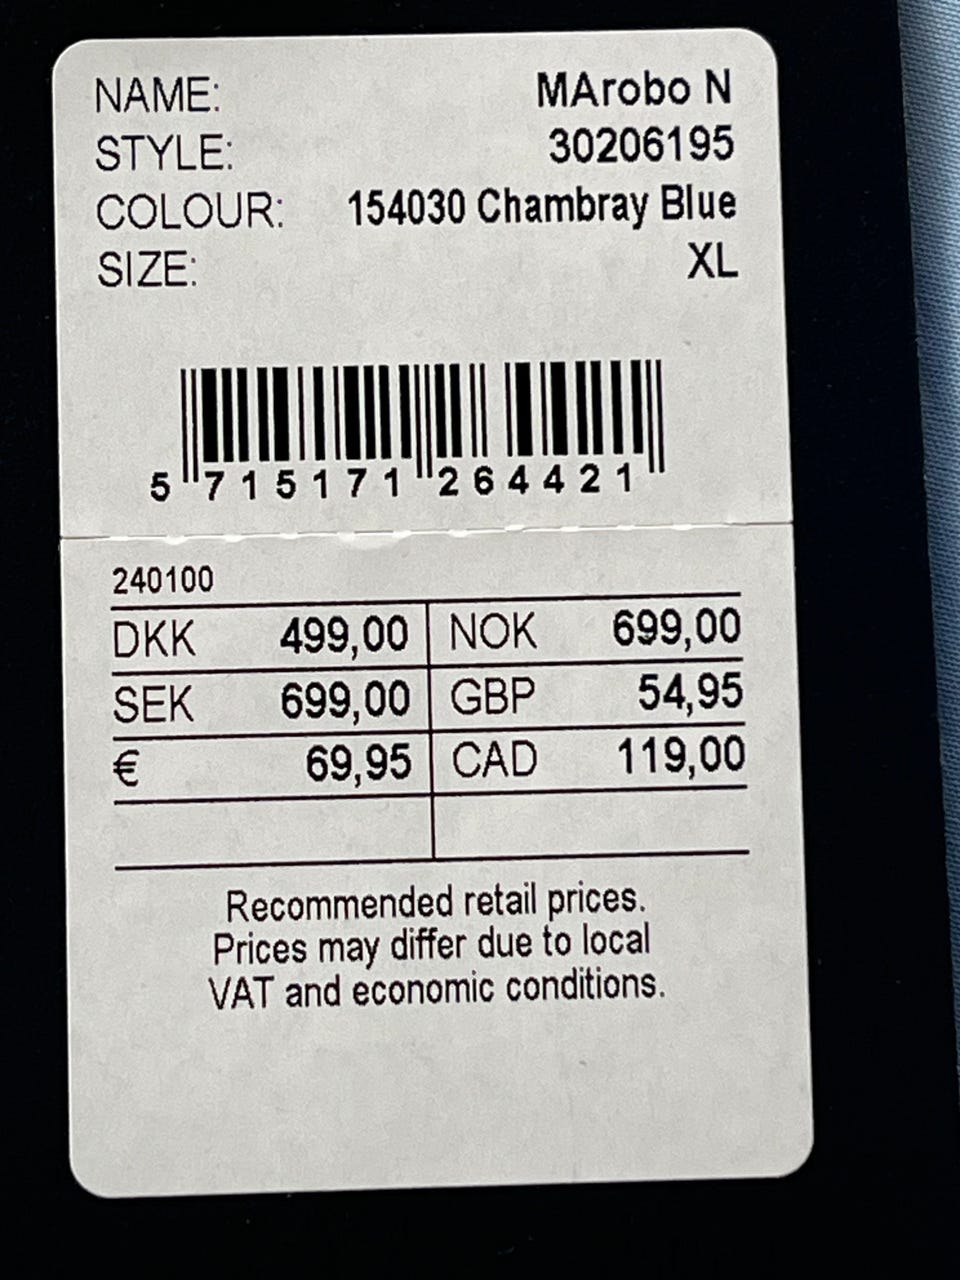 NAME: MArobo N
STYLE: 30206195
COLOUR: 154030 Chambray Blue
SIZE: XL
5 715171 264421
240100
DKK 499,00 NOK 699,00
SEK 699,00 GBP 54,95
€ 69,95 CAD 119,00
Recommended retail prices.
Prices may differ due to local
VAT and economic conditions.